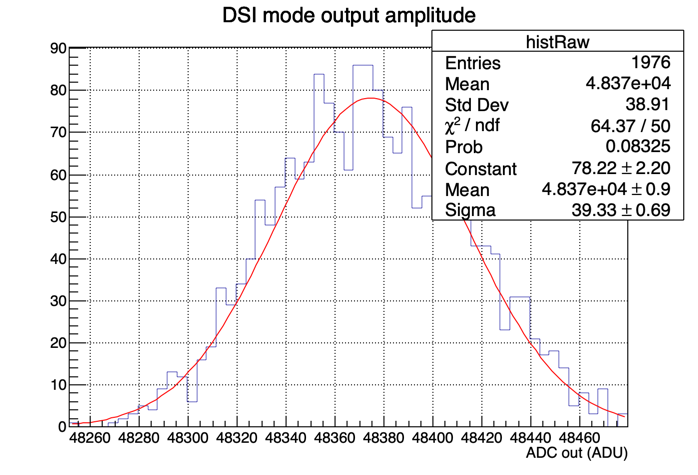 DSI mode output amplitude
histRaw
Entries 1976
Mean 4.837e+04
Std Dev 38.91
χ² / ndf 64.37 / 50
Prob 0.08325
Constant 78.22 ± 2.20
Mean 4.837e+04 ± 0.9
Sigma 39.33 ± 0.69
90
80
70
60
50
40
30
20
10
0
48260 48280 48300 48320 48340 48360 48380 48400 48420 48440 48460
ADC out (ADU)